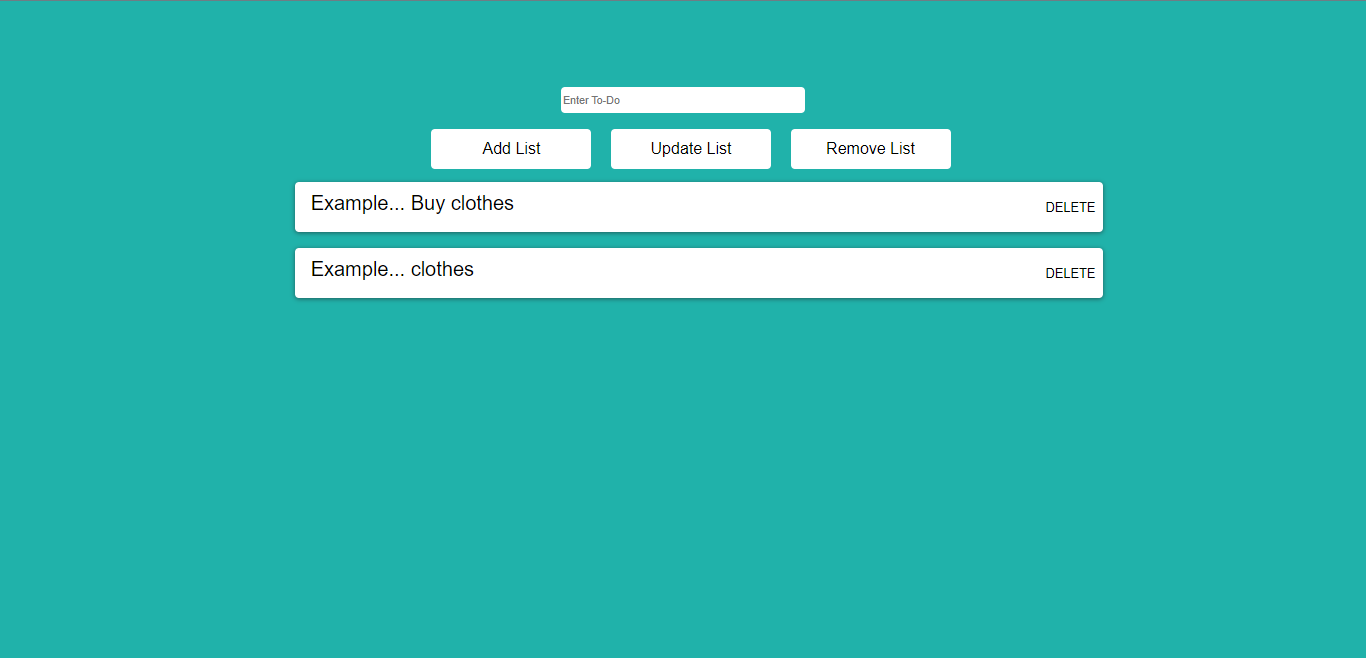 Enter To-Do
Add List Update List Remove List
Example... Buy clothes DELETE
Example... clothes DELETE